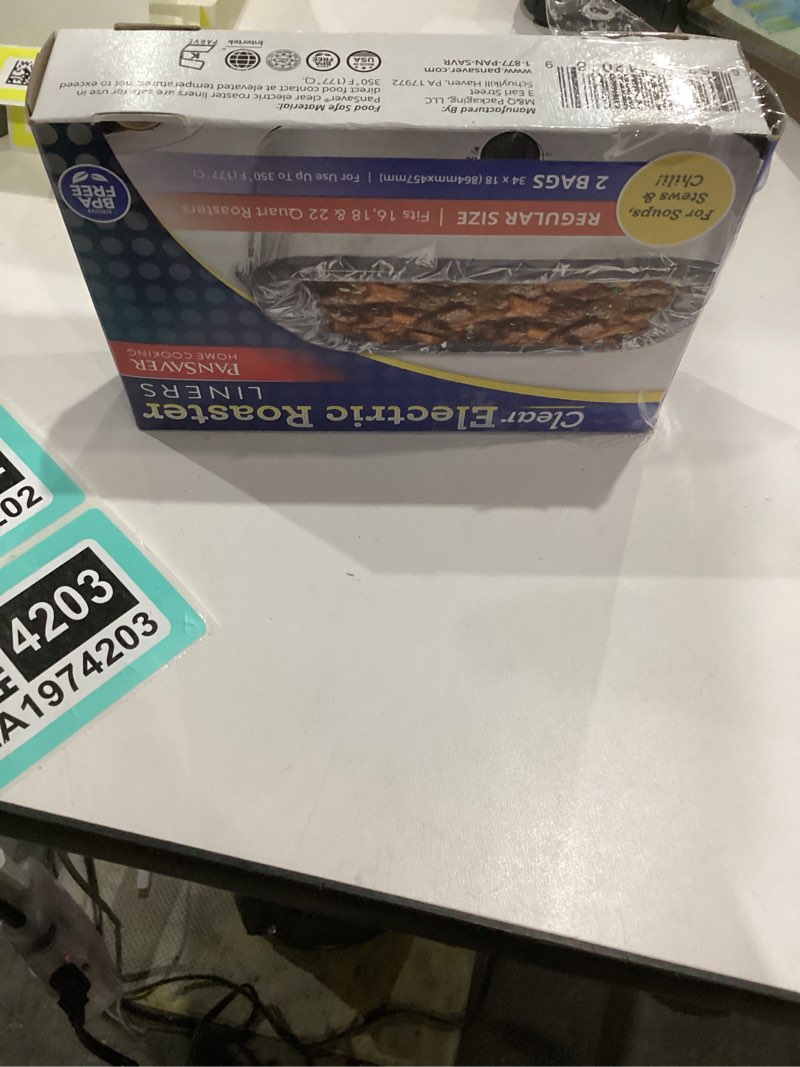 Clear Electric Roaster
LINERS
PANSAVER
HOME COOKING
REGULAR SIZE | Fits 16,18 & 22 Quart Roasters
2 BAGS 34 x 18 (864mmx457mm) | For Use Up To 350°F(177°C)
For Soups,
Stews &
Chili!
BPA
FREE
Food Safe Material:
PanSaver® clear electric roaster liners are safe for use in
direct food contact at elevated temperatures not to exceed
350°F(177°C).
USA
BPA
FREE
Intertek
PARVE
Manufactured By:
M&Q Packaging, LLC
3 Earl Street
Schuylkill Haven, PA 17972
www.pansaver.com
1-877-PAN-SAVR
4203
A1974203